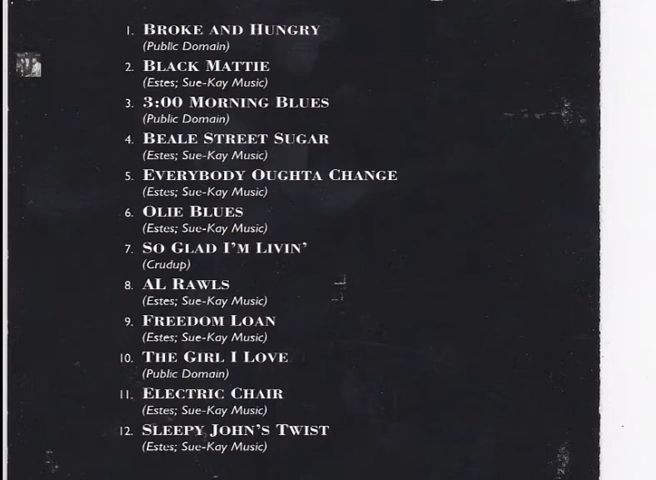 1. BROKE AND HUNGRY
(Public Domain)
2. BLACK MATTIE
(Estes; Sue-Kay Music)
3. 3:00 MORNING BLUES
(Public Domain)
4. BEALE STREET SUGAR
(Estes; Sue-Kay Music)
5. EVERYBODY OUGHTA CHANGE
(Estes; Sue-Kay Music)
6. OLIE BLUES
(Estes; Sue-Kay Music)
7. SO GLAD I'M LIVIN'
(Crudup)
8. AL RAWLS
(Estes; Sue-Kay Music)
9. FREEDOM LOAN
(Estes; Sue-Kay Music)
10. THE GIRL I LOVE
(Public Domain)
11. ELECTRIC CHAIR
(Estes; Sue-Kay Music)
12. SLEEPY JOHN'S TWIST
(Estes; Sue-Kay Music)